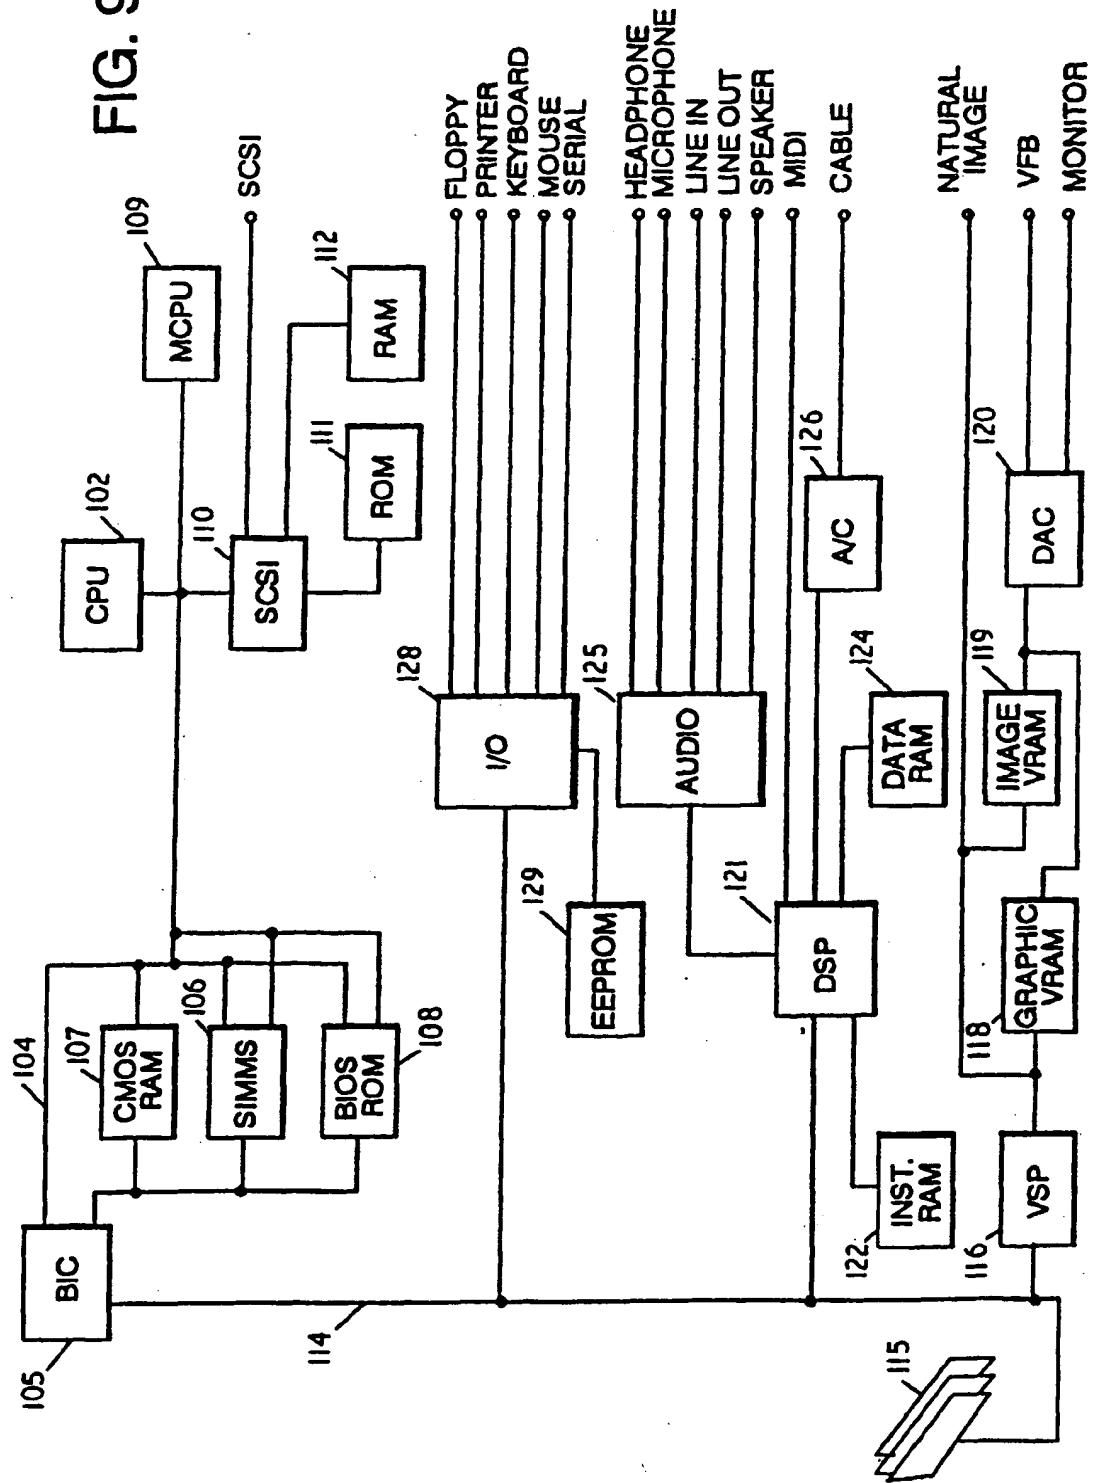 FIG. 9
105
BIC
104
107
CMOS
RAM
106
SIMMS
BIOS
ROM
108
CPU
102
109
MCPU
110
SCSI
SCSI
111
ROM
112
RAM
114
128
I/O
129
EEPROM
FLOPPY
PRINTER
KEYBOARD
MOUSE
SERIAL
125
AUDIO
HEADPHONE
MICROPHONE
LINE IN
LINE OUT
SPEAKER
MIDI
121
DSP
126
A/C
CABLE
122
INST.
RAM
124
DATA
RAM
115
116
VSP
118
GRAPHIC
VRAM
119
IMAGE
VRAM
120
DAC
NATURAL
IMAGE
VFB
MONITOR